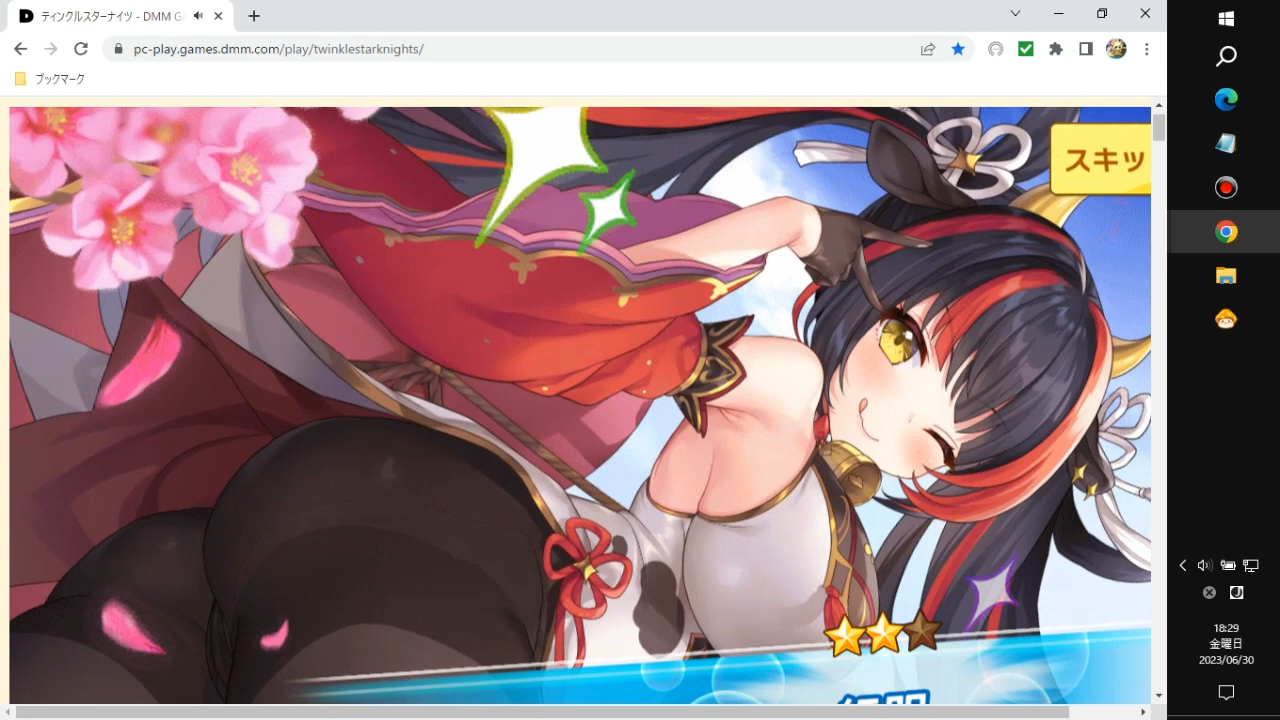 ティンクルスターナイツ - DMM G
pc-play.games.dmm.com/play/twinklestarknights/
ブックマーク
スキッ
18:29
金曜日
2023/06/30